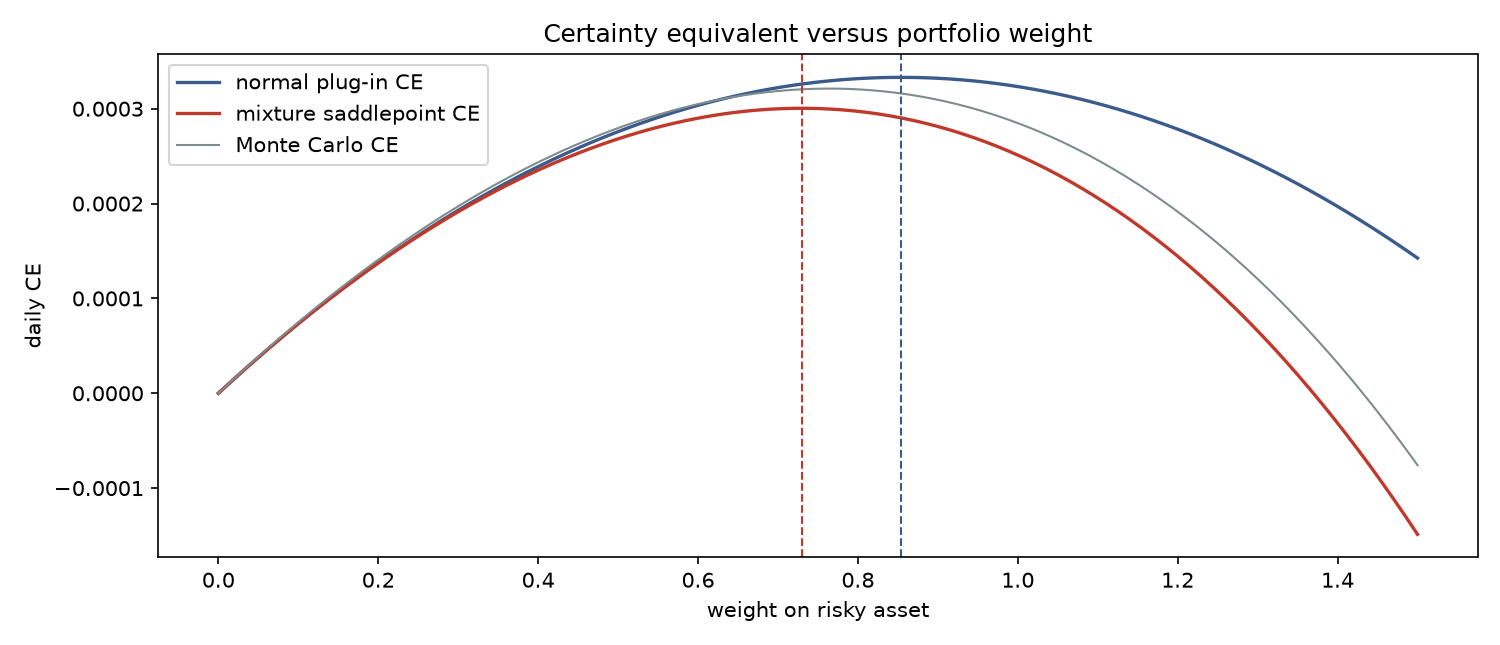 Certainty equivalent versus portfolio weight
normal plug-in CE
mixture saddlepoint CE
Monte Carlo CE
daily CE
0.0003
0.0002
0.0001
0.0000
−0.0001
0.0 0.2 0.4 0.6 0.8 1.0 1.2 1.4
weight on risky asset